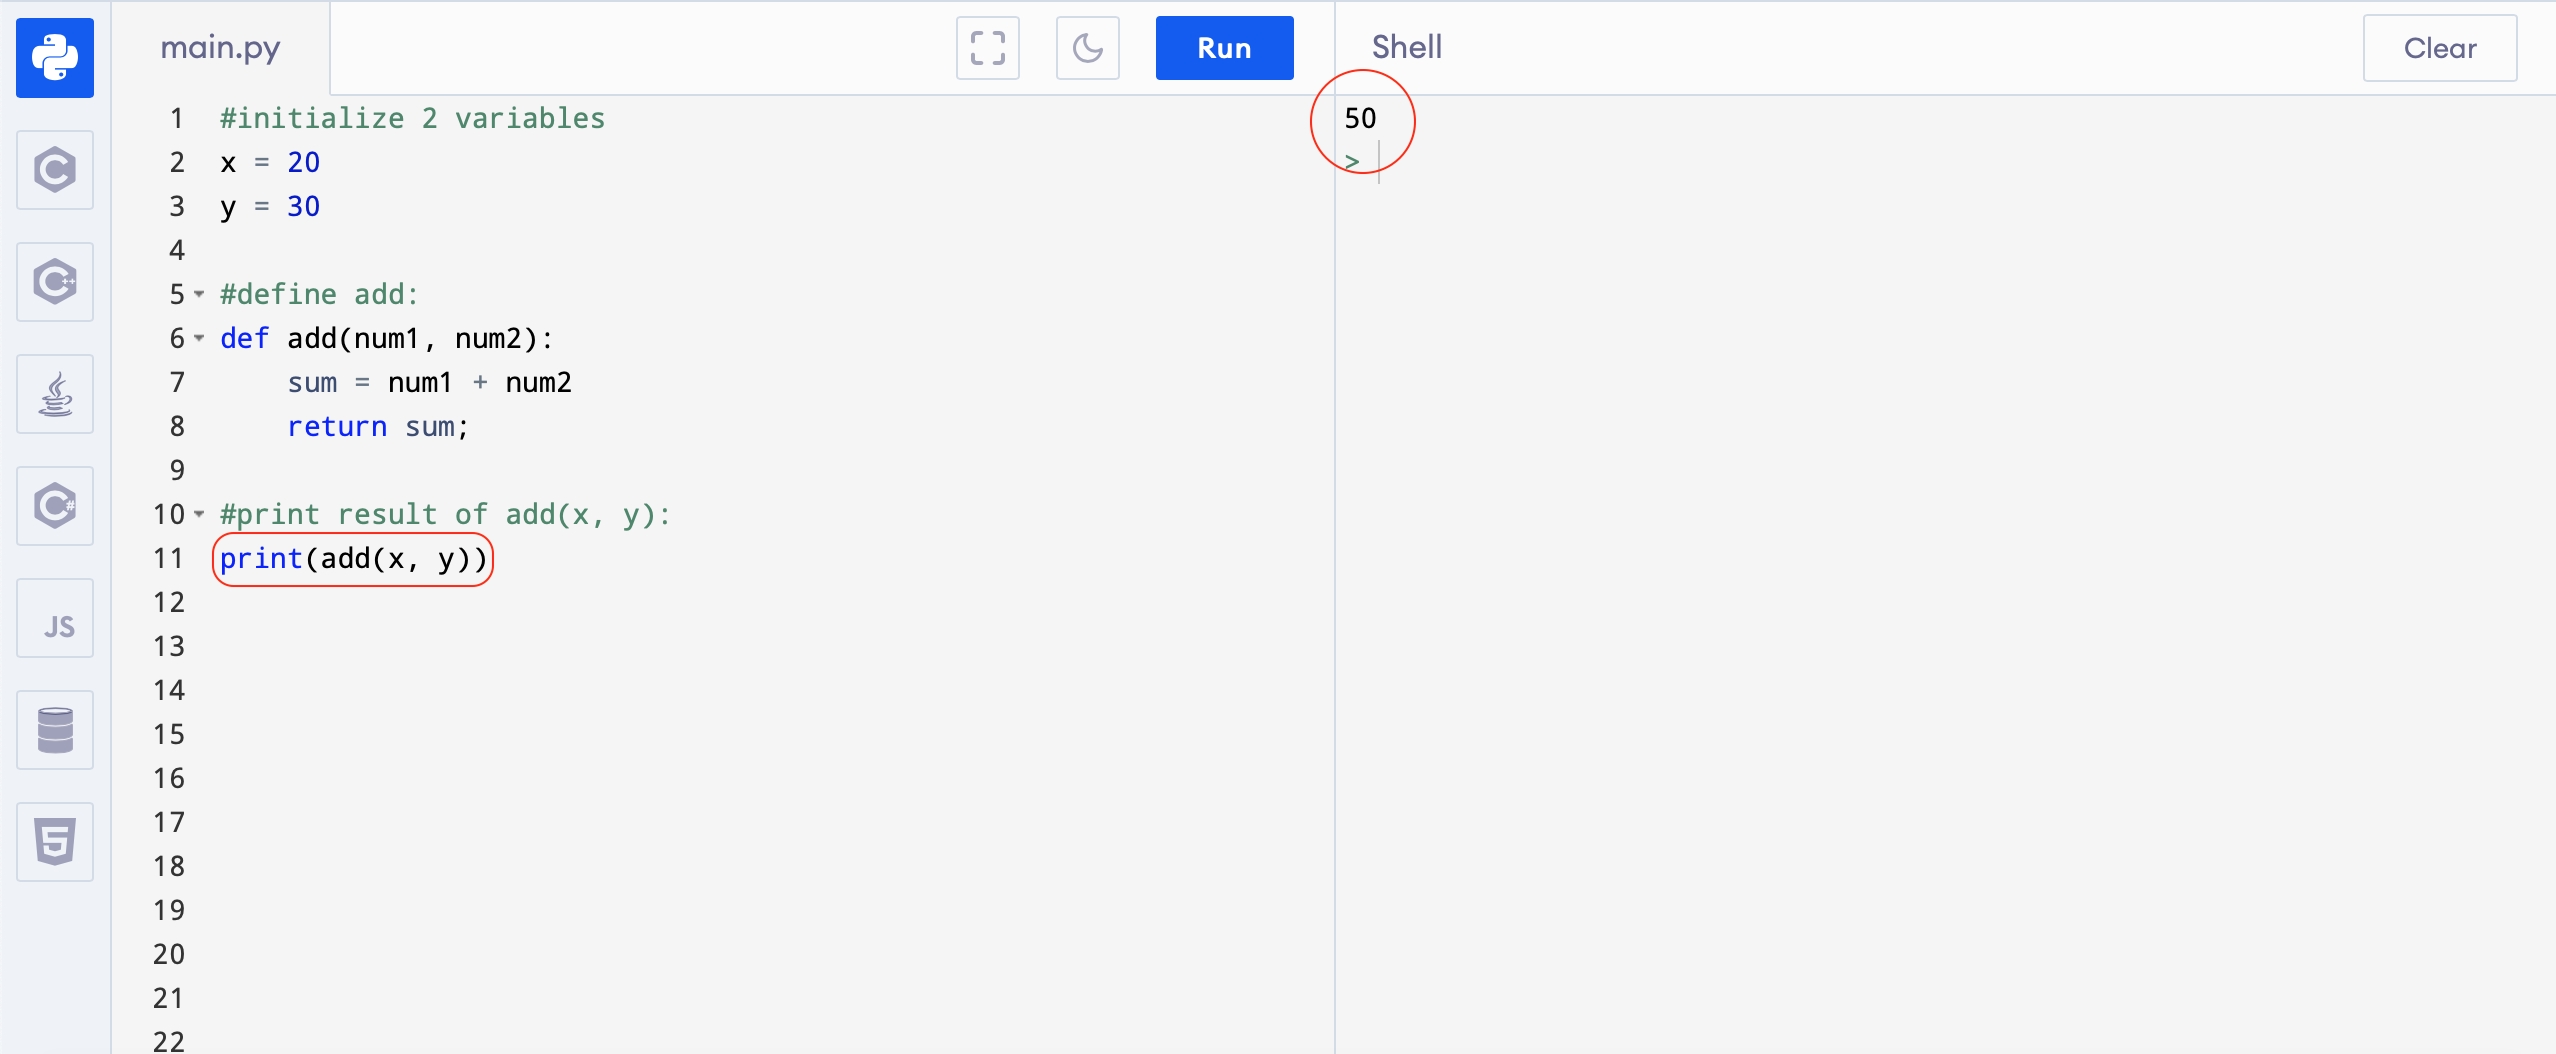 main.py
Run
Shell
Clear
1 #initialize 2 variables
2 x = 20
3 y = 30
4
5 #define add:
6 def add(num1, num2):
7     sum = num1 + num2
8     return sum;
9
10 #print result of add(x, y):
11 print(add(x, y))
12
13
14
15
16
17
18
19
20
21
22
50
>
C
C++
C#
JS
5